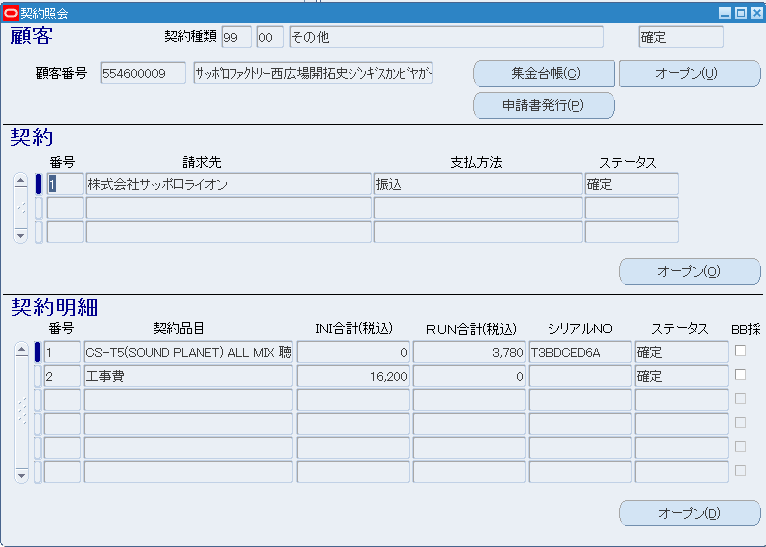 契約照会
顧客 契約種類 99 00 その他 確定
顧客番号 554600009 ｻｯﾎﾟﾛﾌｧｸﾄﾘｰ西広場開拓史ｼﾞﾝｷﾞｽｶﾝﾋﾞﾔｶﾞｰ 集金台帳(C) オープン(U)
申請書発行(P)
契約
番号 請求先 支払方法 ステータス
1 株式会社サッポロライオン 振込 確定
オープン(O)
契約明細
番号 契約品目 INI合計(税込) RUN合計(税込) シリアルNO ステータス BB採
1 CS-T5(SOUND PLANET) ALL MIX 聴 0 3,780 T3BDCED6A 確定
2 工事費 16,200 0 確定
オープン(D)